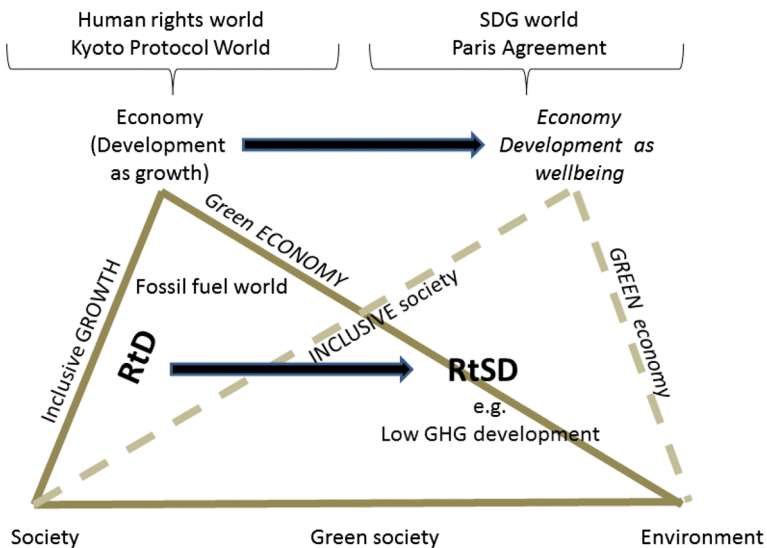 Human rights world
Kyoto Protocol World
SDG world
Paris Agreement
Economy
(Development
as growth)
Economy
Development as
wellbeing
Green ECONOMY
Inclusive GROWTH
Fossil fuel world
INCLUSIVE society
GREEN economy
RtD
RtSD
e.g.
Low GHG development
Society
Green society
Environment